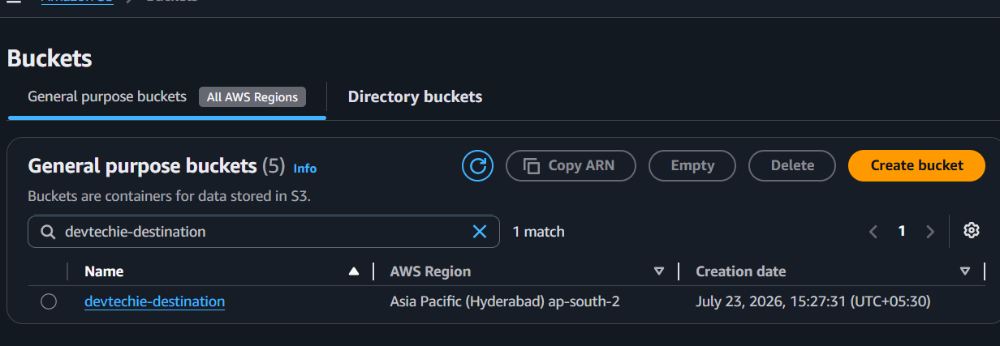 Buckets
General purpose buckets All AWS Regions Directory buckets
General purpose buckets (5) Info Copy ARN Empty Delete Create bucket
Buckets are containers for data stored in S3.
devtechie-destination 1 match 1
Name AWS Region Creation date
devtechie-destination Asia Pacific (Hyderabad) ap-south-2 July 23, 2026, 15:27:31 (UTC+05:30)